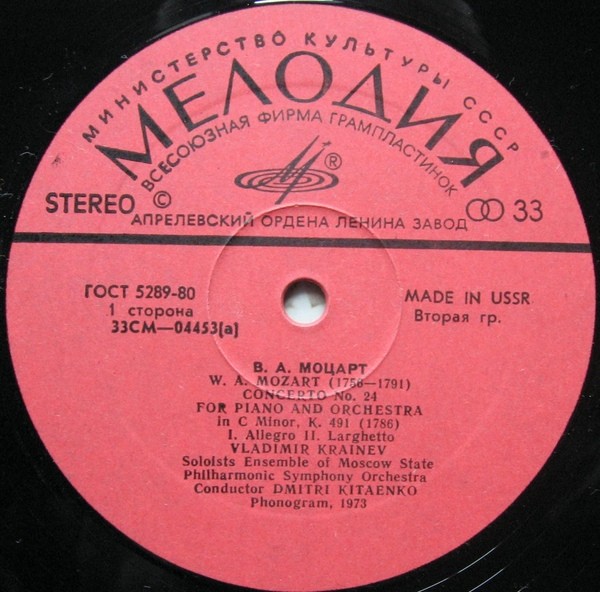 МИНИСТЕРСТВО КУЛЬТУРЫ СССР
МЕЛОДИЯ
ВСЕСОЮЗНАЯ ФИРМА ГРАМПЛАСТИНОК
®
STEREO © 33
АПРЕЛЕВСКИЙ ОРДЕНА ЛЕНИНА ЗАВОД
ГОСТ 5289-80
1 сторона
33СМ—04453(а)
MADE IN USSR
Вторая гр.
В. А. МОЦАРТ
W. A. MOZART (1756—1791)
CONCERTO No. 24
FOR PIANO AND ORCHESTRA
in C Minor, K. 491 (1786)
I. Allegro II. Larghetto
VLADIMIR KRAINEV
Soloists Ensemble of Moscow State
Philharmonic Symphony Orchestra
Conductor DMITRI KITAENKO
Phonogram, 1973